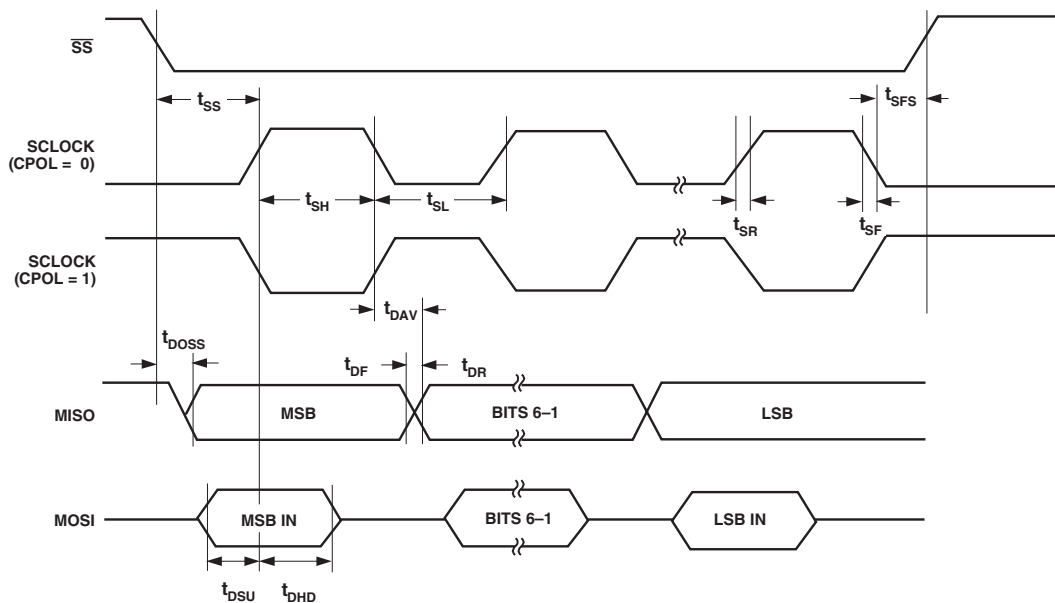 SS
tSS
tSFS
SCLOCK
(CPOL = 0)
tSH
tSL
tSR
tSF
SCLOCK
(CPOL = 1)
tDAV
tDOSS
tDF
tDR
MISO
MSB
BITS 6–1
LSB
MOSI
MSB IN
BITS 6–1
LSB IN
tDSU
tDHD